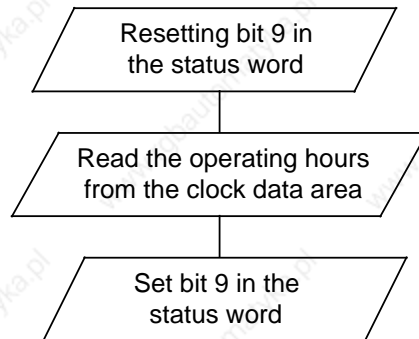 Resetting bit 9 in
the status word
Read the operating hours
from the clock data area
Set bit 9 in the
status word